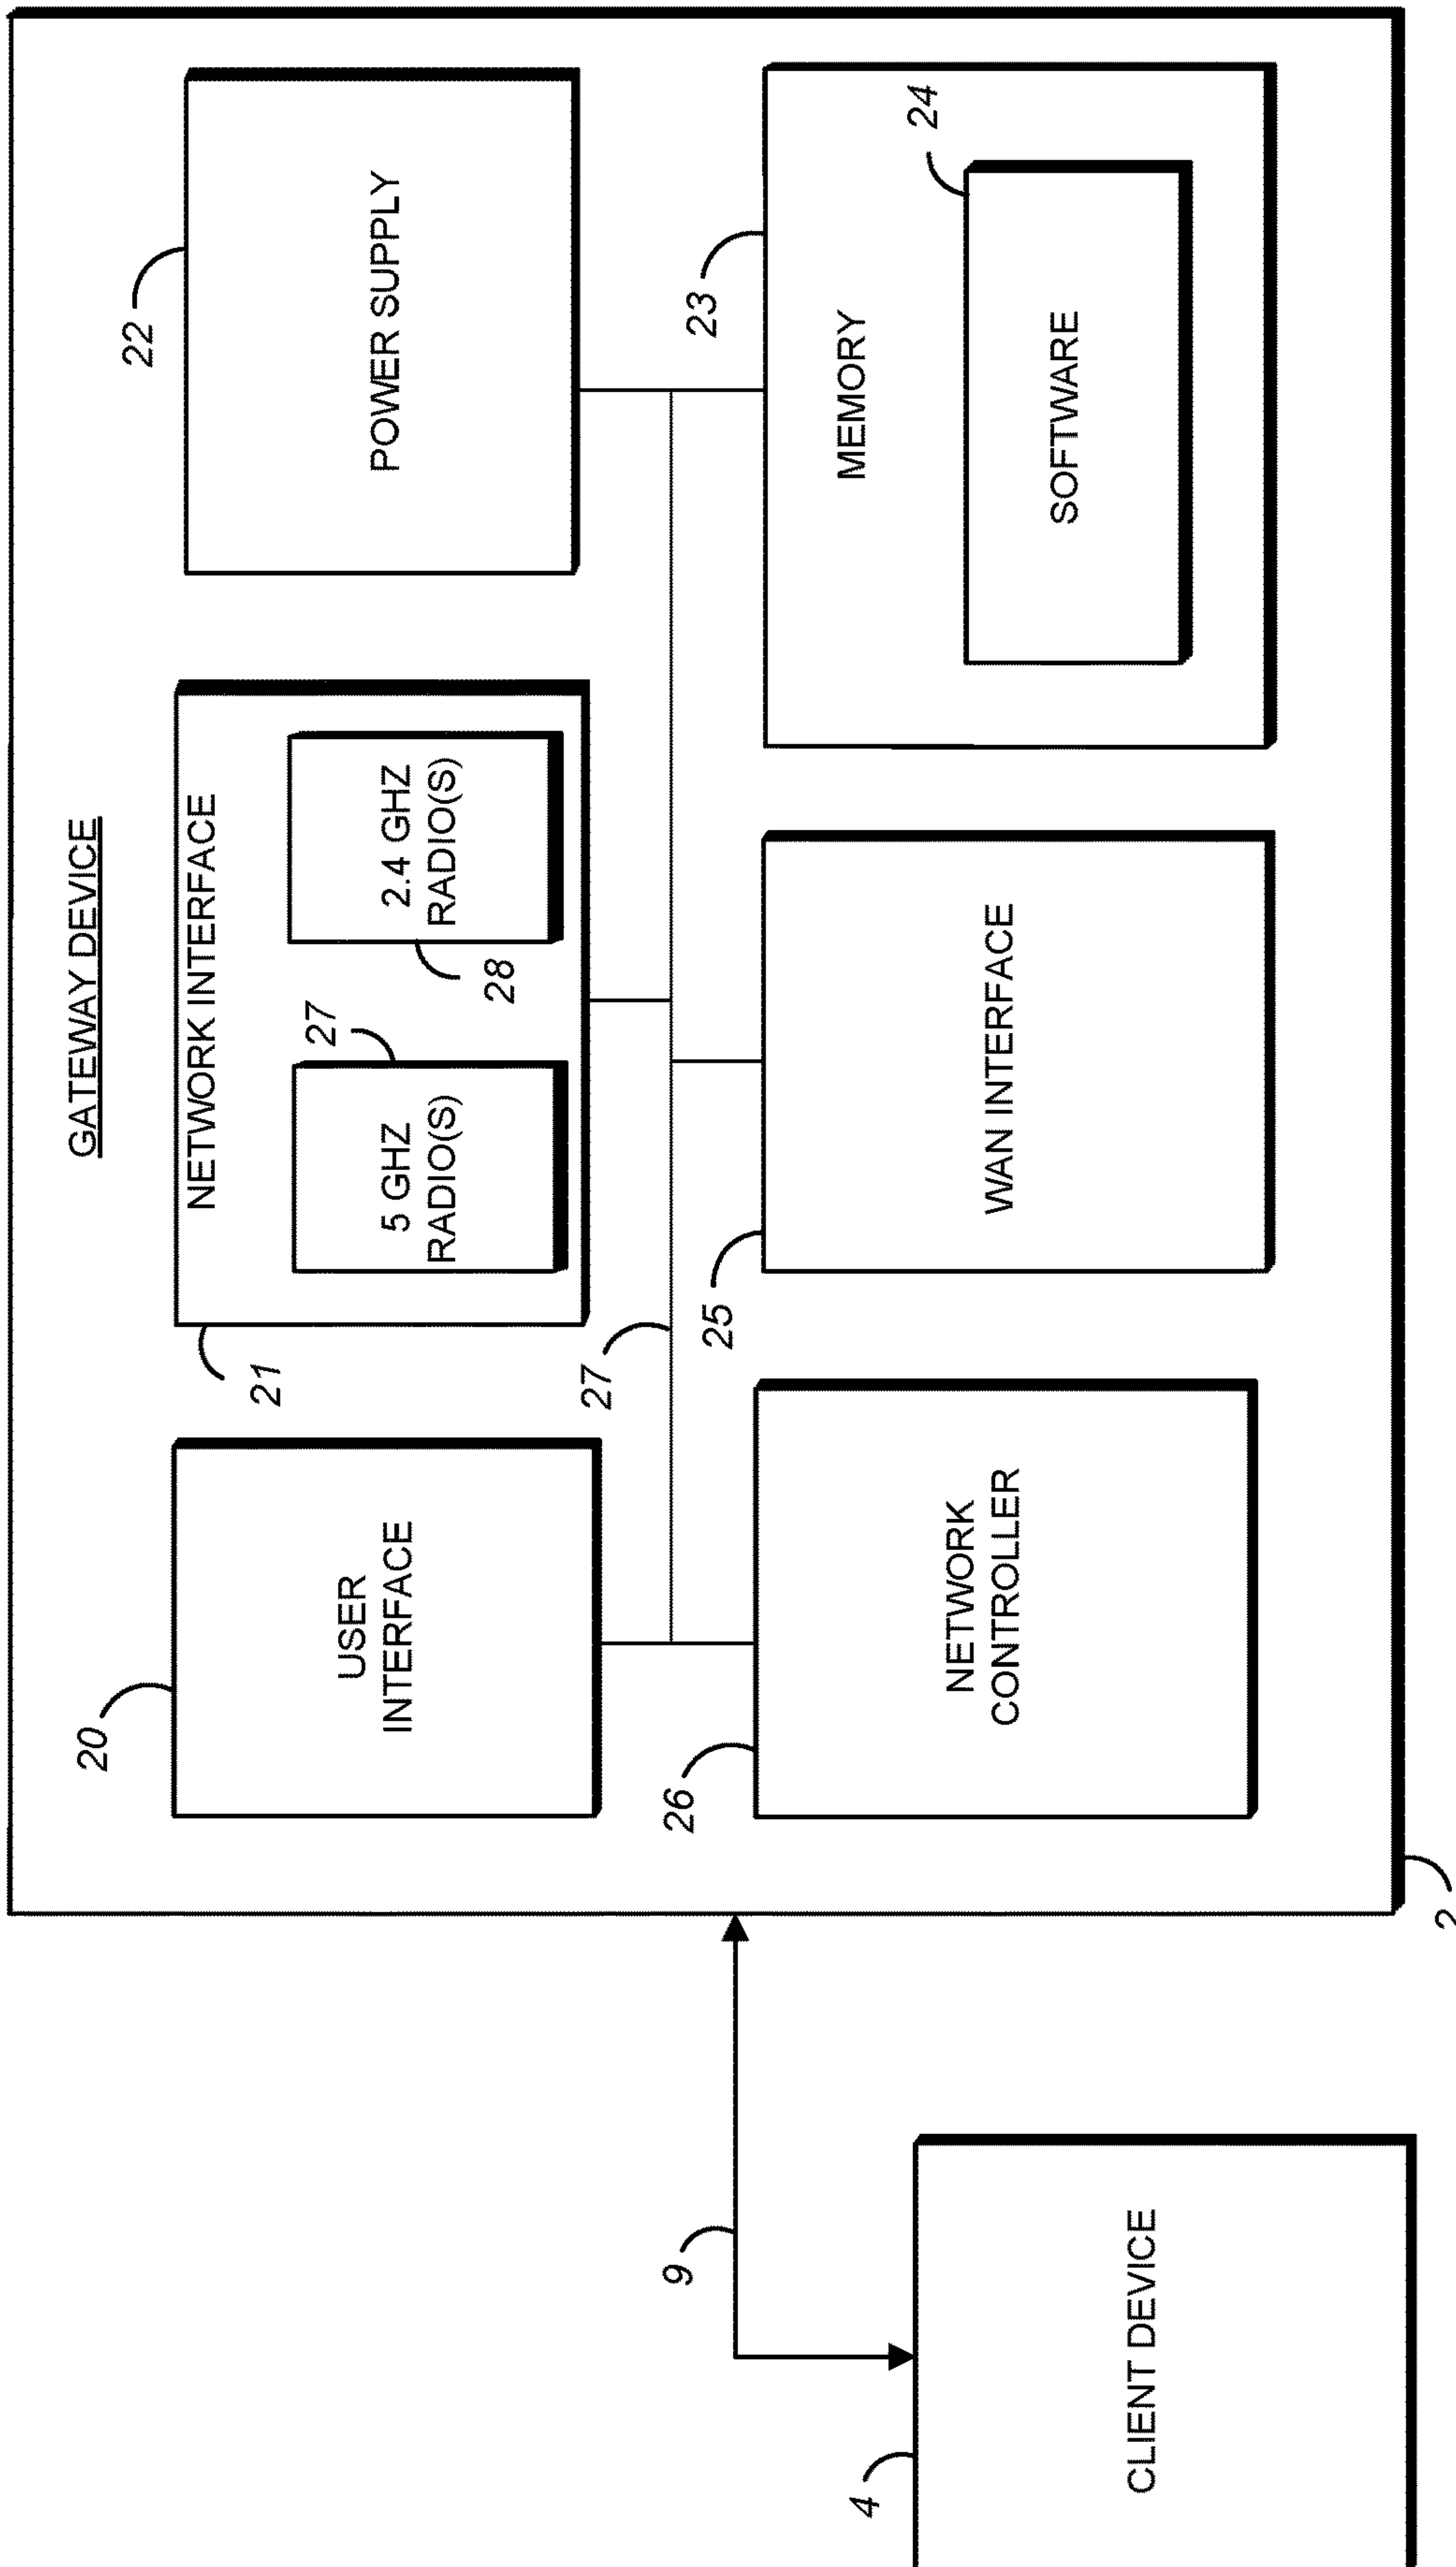 GATEWAY DEVICE
20
USER
INTERFACE
21
NETWORK INTERFACE
5 GHZ
RADIO(S)
27
2.4 GHZ
RADIO(S)
28
22
POWER SUPPLY
27
26
NETWORK
CONTROLLER
25
WAN INTERFACE
23
MEMORY
24
SOFTWARE
2
9
4
CLIENT DEVICE